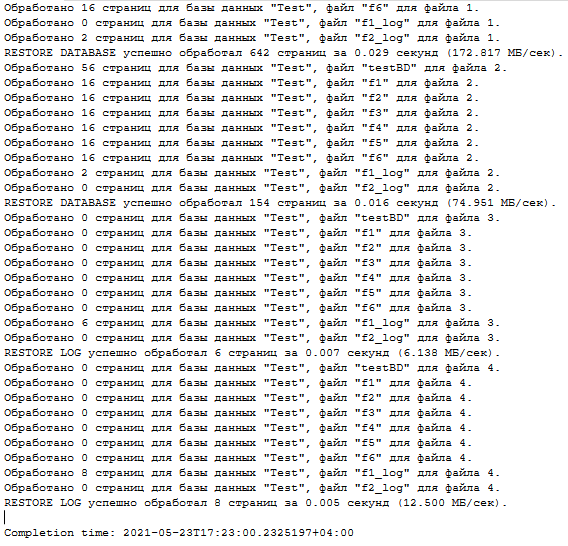 Обработано 16 страниц для базы данных "Test", файл "f6" для файла 1.
Обработано 0 страниц для базы данных "Test", файл "f1_log" для файла 1.
Обработано 2 страниц для базы данных "Test", файл "f2_log" для файла 1.
RESTORE DATABASE успешно обработал 642 страниц за 0.029 секунд (172.817 МБ/сек).
Обработано 56 страниц для базы данных "Test", файл "testBD" для файла 2.
Обработано 16 страниц для базы данных "Test", файл "f1" для файла 2.
Обработано 16 страниц для базы данных "Test", файл "f2" для файла 2.
Обработано 16 страниц для базы данных "Test", файл "f3" для файла 2.
Обработано 16 страниц для базы данных "Test", файл "f4" для файла 2.
Обработано 16 страниц для базы данных "Test", файл "f5" для файла 2.
Обработано 16 страниц для базы данных "Test", файл "f6" для файла 2.
Обработано 2 страниц для базы данных "Test", файл "f1_log" для файла 2.
Обработано 0 страниц для базы данных "Test", файл "f2_log" для файла 2.
RESTORE DATABASE успешно обработал 154 страниц за 0.016 секунд (74.951 МБ/сек).
Обработано 0 страниц для базы данных "Test", файл "testBD" для файла 3.
Обработано 0 страниц для базы данных "Test", файл "f1" для файла 3.
Обработано 0 страниц для базы данных "Test", файл "f2" для файла 3.
Обработано 0 страниц для базы данных "Test", файл "f3" для файла 3.
Обработано 0 страниц для базы данных "Test", файл "f4" для файла 3.
Обработано 0 страниц для базы данных "Test", файл "f5" для файла 3.
Обработано 0 страниц для базы данных "Test", файл "f6" для файла 3.
Обработано 6 страниц для базы данных "Test", файл "f1_log" для файла 3.
Обработано 0 страниц для базы данных "Test", файл "f2_log" для файла 3.
RESTORE LOG успешно обработал 6 страниц за 0.007 секунд (6.138 МБ/сек).
Обработано 0 страниц для базы данных "Test", файл "testBD" для файла 4.
Обработано 0 страниц для базы данных "Test", файл "f1" для файла 4.
Обработано 0 страниц для базы данных "Test", файл "f2" для файла 4.
Обработано 0 страниц для базы данных "Test", файл "f3" для файла 4.
Обработано 0 страниц для базы данных "Test", файл "f4" для файла 4.
Обработано 0 страниц для базы данных "Test", файл "f5" для файла 4.
Обработано 0 страниц для базы данных "Test", файл "f6" для файла 4.
Обработано 8 страниц для базы данных "Test", файл "f1_log" для файла 4.
Обработано 0 страниц для базы данных "Test", файл "f2_log" для файла 4.
RESTORE LOG успешно обработал 8 страниц за 0.005 секунд (12.500 МБ/сек).
Completion time: 2021-05-23T17:23:00.2325197+04:00